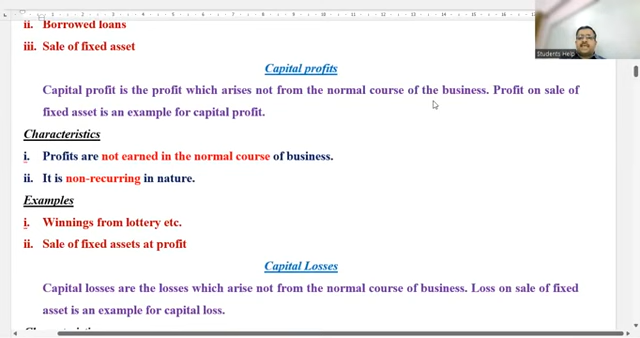 ii. Borrowed loans
iii. Sale of fixed asset
Students Help
Capital profits
Capital profit is the profit which arises not from the normal course of the business. Profit on sale of
fixed asset is an example for capital profit.
Characteristics
i. Profits are not earned in the normal course of business.
ii. It is non-recurring in nature.
Examples
i. Winnings from lottery etc.
ii. Sale of fixed assets at profit
Capital Losses
Capital losses are the losses which arise not from the normal course of business. Loss on sale of fixed
asset is an example for capital loss.